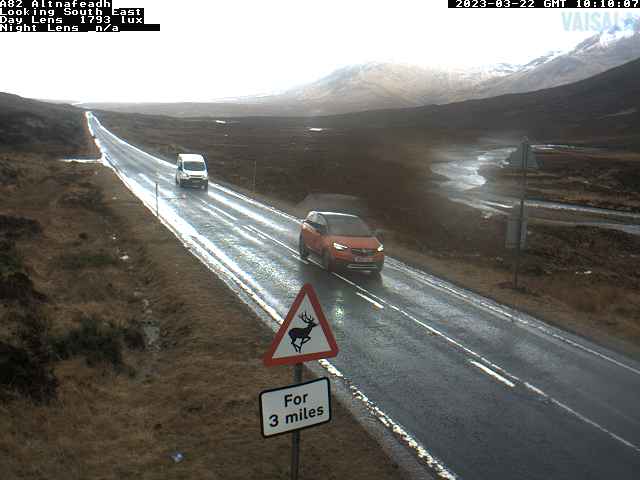 A82 Altnafeadh
Looking South East
Day Lens 1793 lux
Night Lens n/a
2023-03-22 GMT 10:10:07
VAISALA
For
3 miles